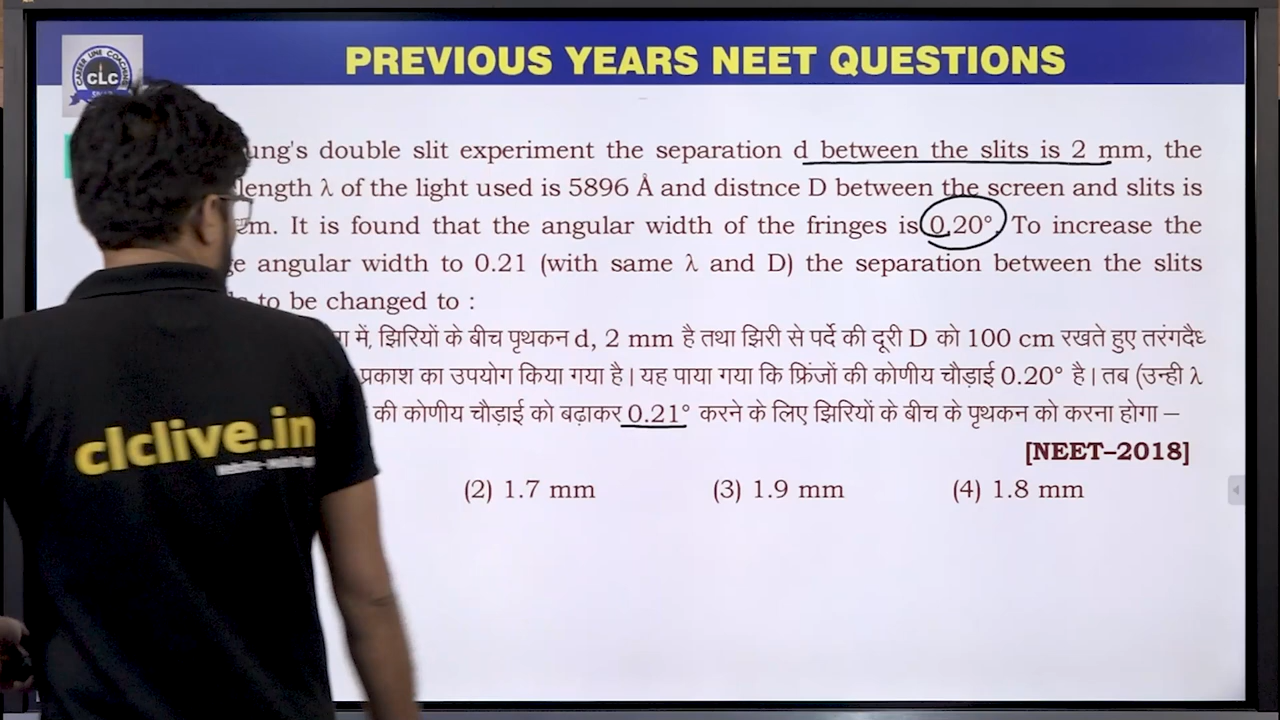 CLC
PREVIOUS YEARS NEET QUESTIONS
double slit experiment the separation d between the slits is 2 mm, the
λ of the light used is 5896 Å and distnce D between the screen and slits is
It is found that the angular width of the fringes is 0.20°. To increase the
angular width to 0.21 (with same λ and D) the separation between the slits
to be changed to :
में, झिरियों के बीच पृथकन d, 2 mm है तथा झिरी से पर्दे की दूरी D को 100 cm रखते हुए
प्रकाश का उपयोग किया गया है। यह पाया गया कि फ्रिंजों की कोणीय चौड़ाई 0.20° है। तब (उन्ही λ
की कोणीय चौड़ाई को बढ़ाकर 0.21° करने के लिए झिरियों के बीच के पृथकन को करना होगा –
[NEET–2018]
(2) 1.7 mm (3) 1.9 mm (4) 1.8 mm
clclive.in